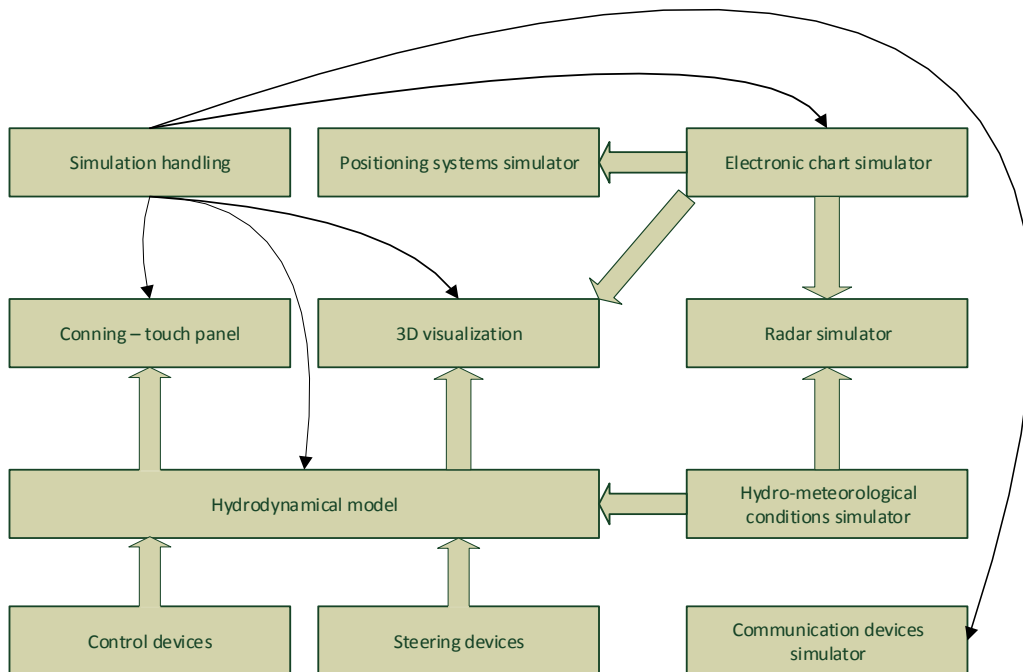 Simulation handling
Positioning systems simulator
Electronic chart simulator
Conning – touch panel
3D visualization
Radar simulator
Hydrodynamical model
Hydro-meteorological
conditions simulator
Control devices
Steering devices
Communication devices
simulator